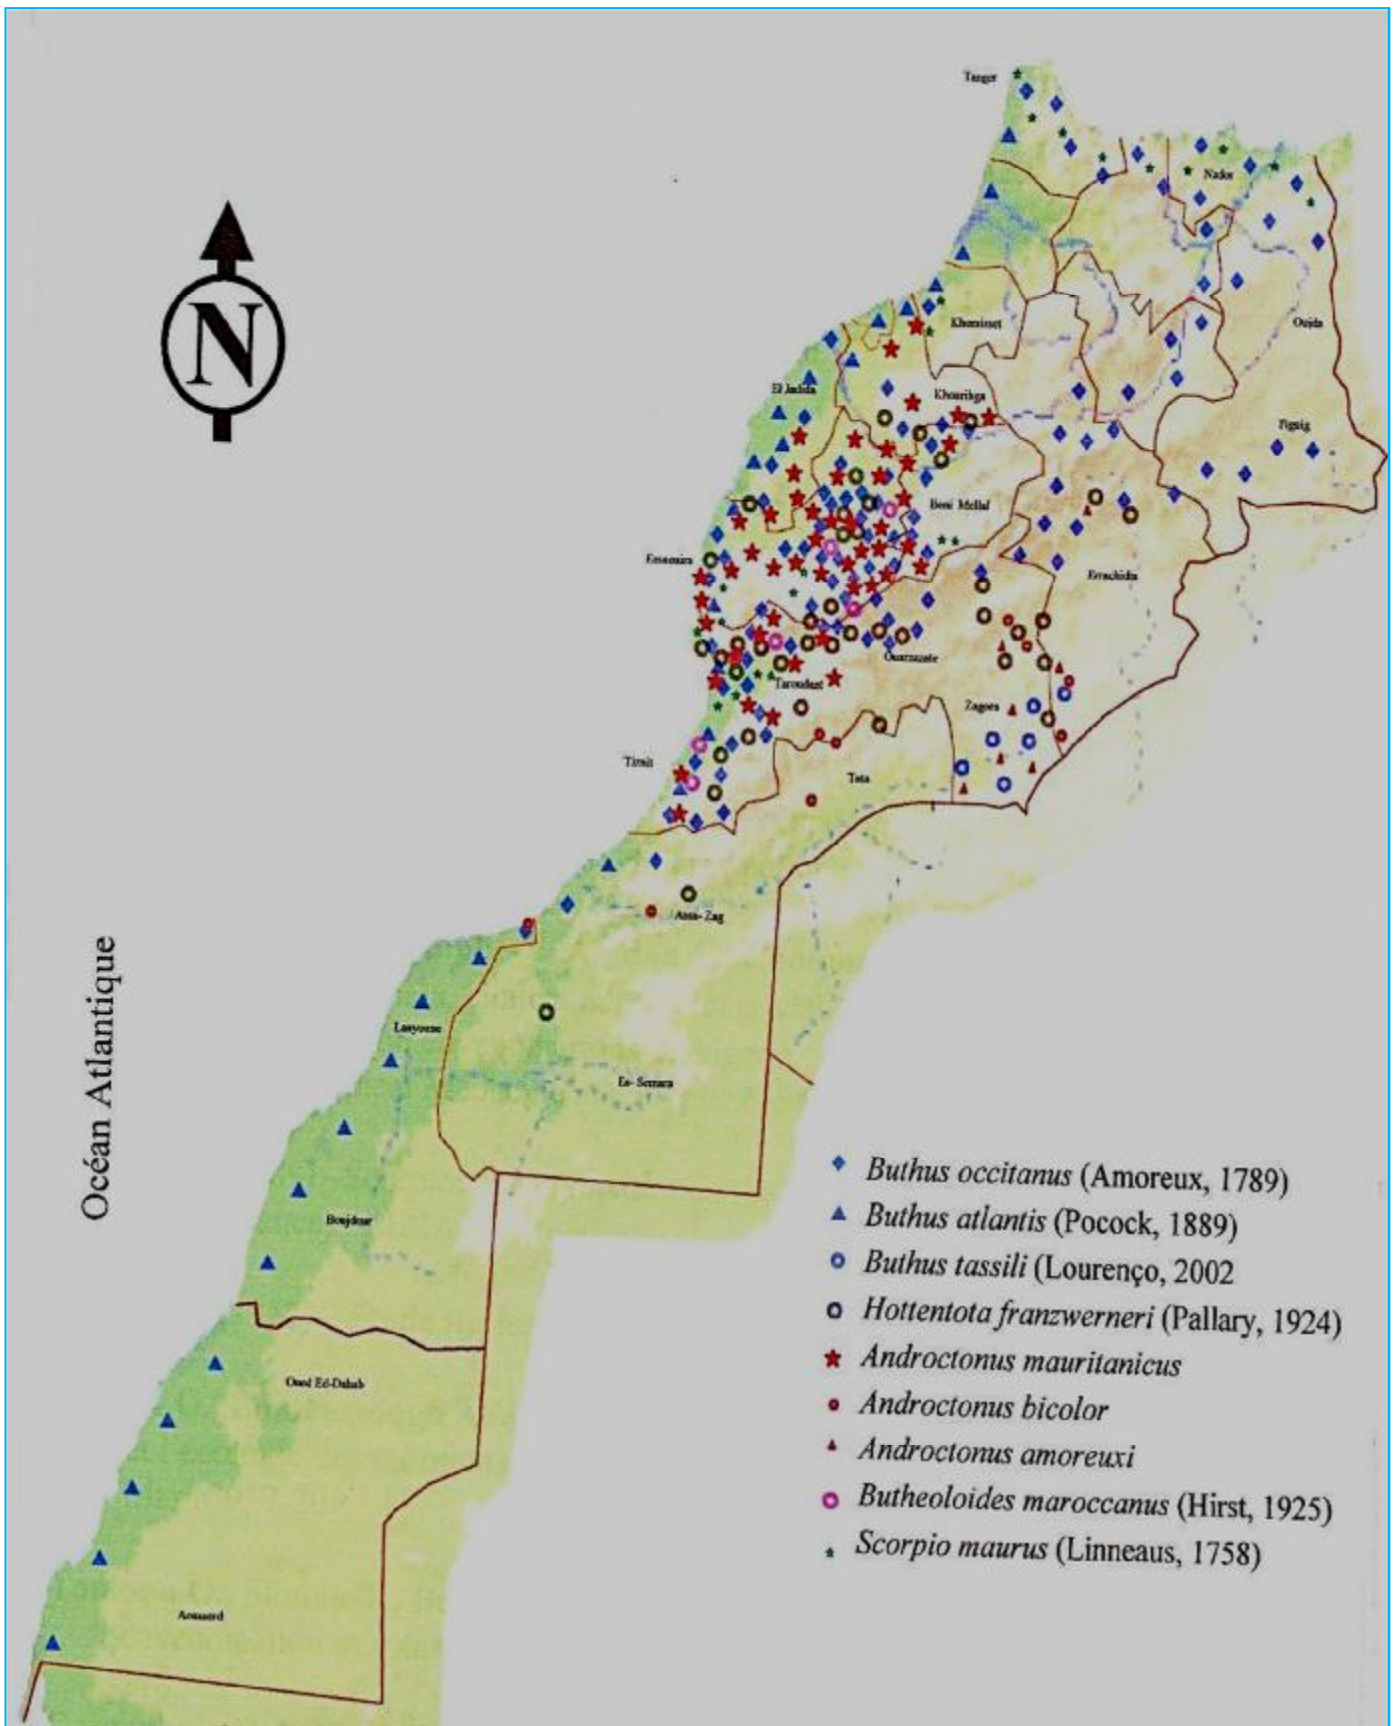 Tanger
Nador
Khemisset
Oujda
El Jadida
Khouribga
Figuig
Beni Mellal
Essaouira
Errachidia
Ouarzazate
Taroudant
Zagora
Tiznit
Tata
Assa-Zag
Laayoune
Es-Semara
Boujdour
Oued Ed-Dahab
Aousserd
N
Océan Atlantique
Buthus occitanus (Amoreux, 1789)
Buthus atlantis (Pocock, 1889)
Buthus tassili (Lourenço, 2002
Hottentota franzwerneri (Pallary, 1924)
Androctonus mauritanicus
Androctonus bicolor
Androctonus amoreuxi
Butheoloides maroccanus (Hirst, 1925)
Scorpio maurus (Linneaus, 1758)